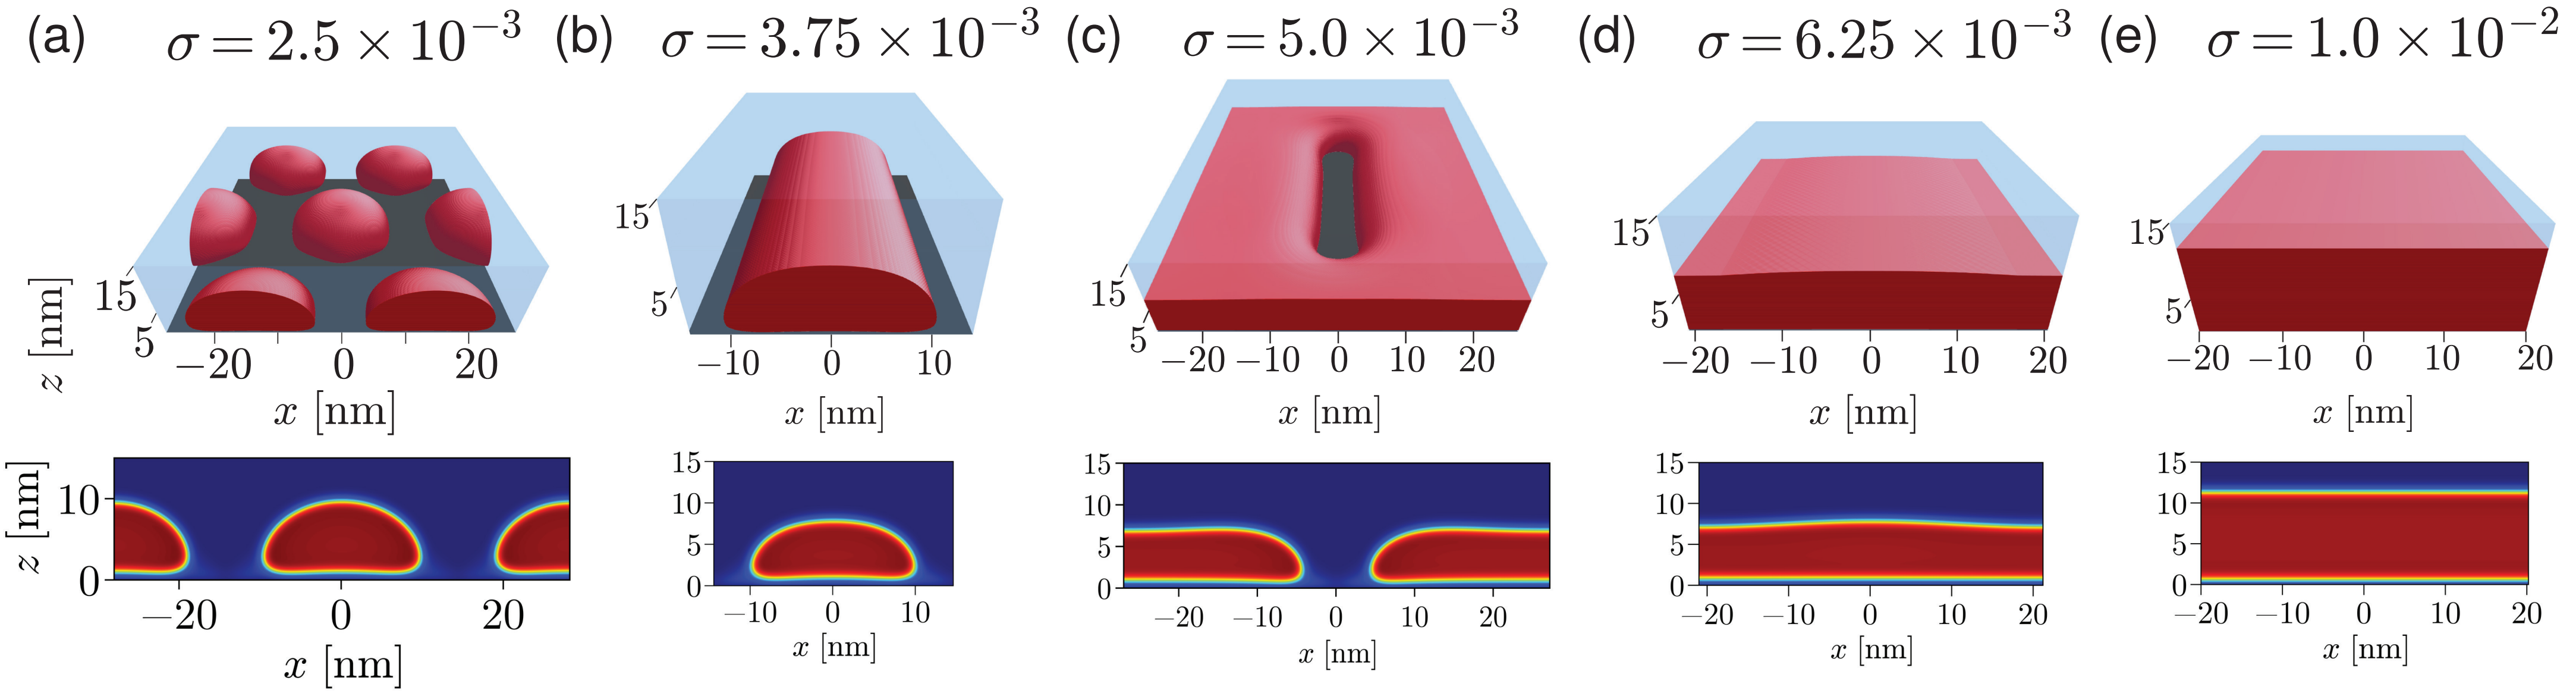 (a) σ = 2.5 × 10⁻³
(b) σ = 3.75 × 10⁻³
(c) σ = 5.0 × 10⁻³
(d) σ = 6.25 × 10⁻³
(e) σ = 1.0 × 10⁻²
z [nm]
15
5
−20 0 20
x [nm]
15
5
−10 0 10
x [nm]
15
5
−20 −10 0 10 20
x [nm]
15
5
−20 −10 0 10 20
x [nm]
15
5
−20 −10 0 10 20
x [nm]
z [nm]
10
0
−20 0 20
x [nm]
15
10
5
0
−10 0 10
x [nm]
15
10
5
0
−20 −10 0 10 20
x [nm]
15
10
5
0
−20 −10 0 10 20
x [nm]
15
10
5
0
−20 −10 0 10 20
x [nm]